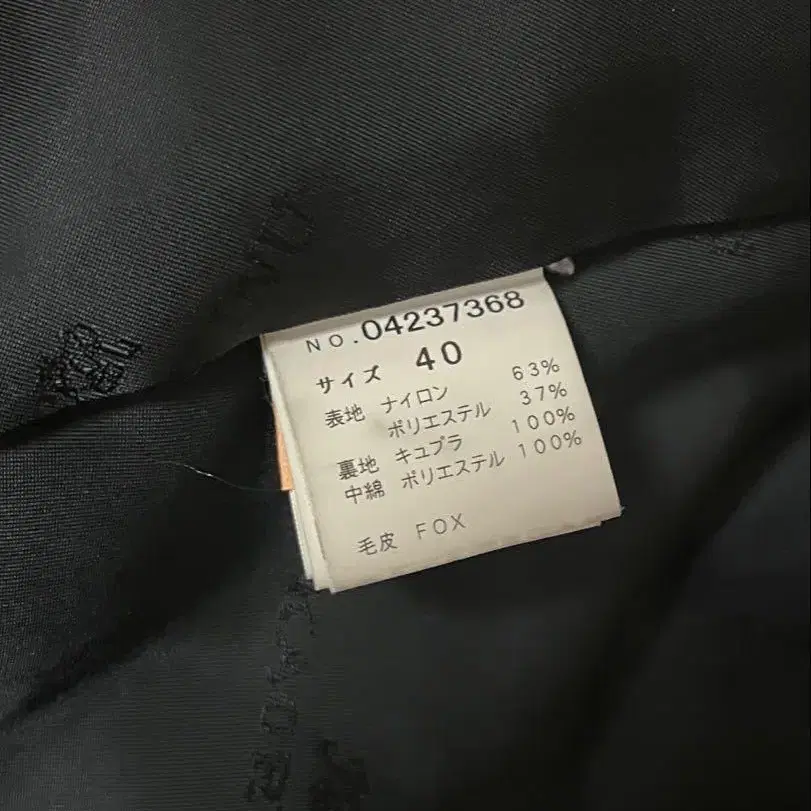 NO.04237368
サイズ 40
表地 ナイロン 63%
ポリエステル 37%
裏地 キュプラ 100%
中綿 ポリエステル 100%
毛皮 FOX